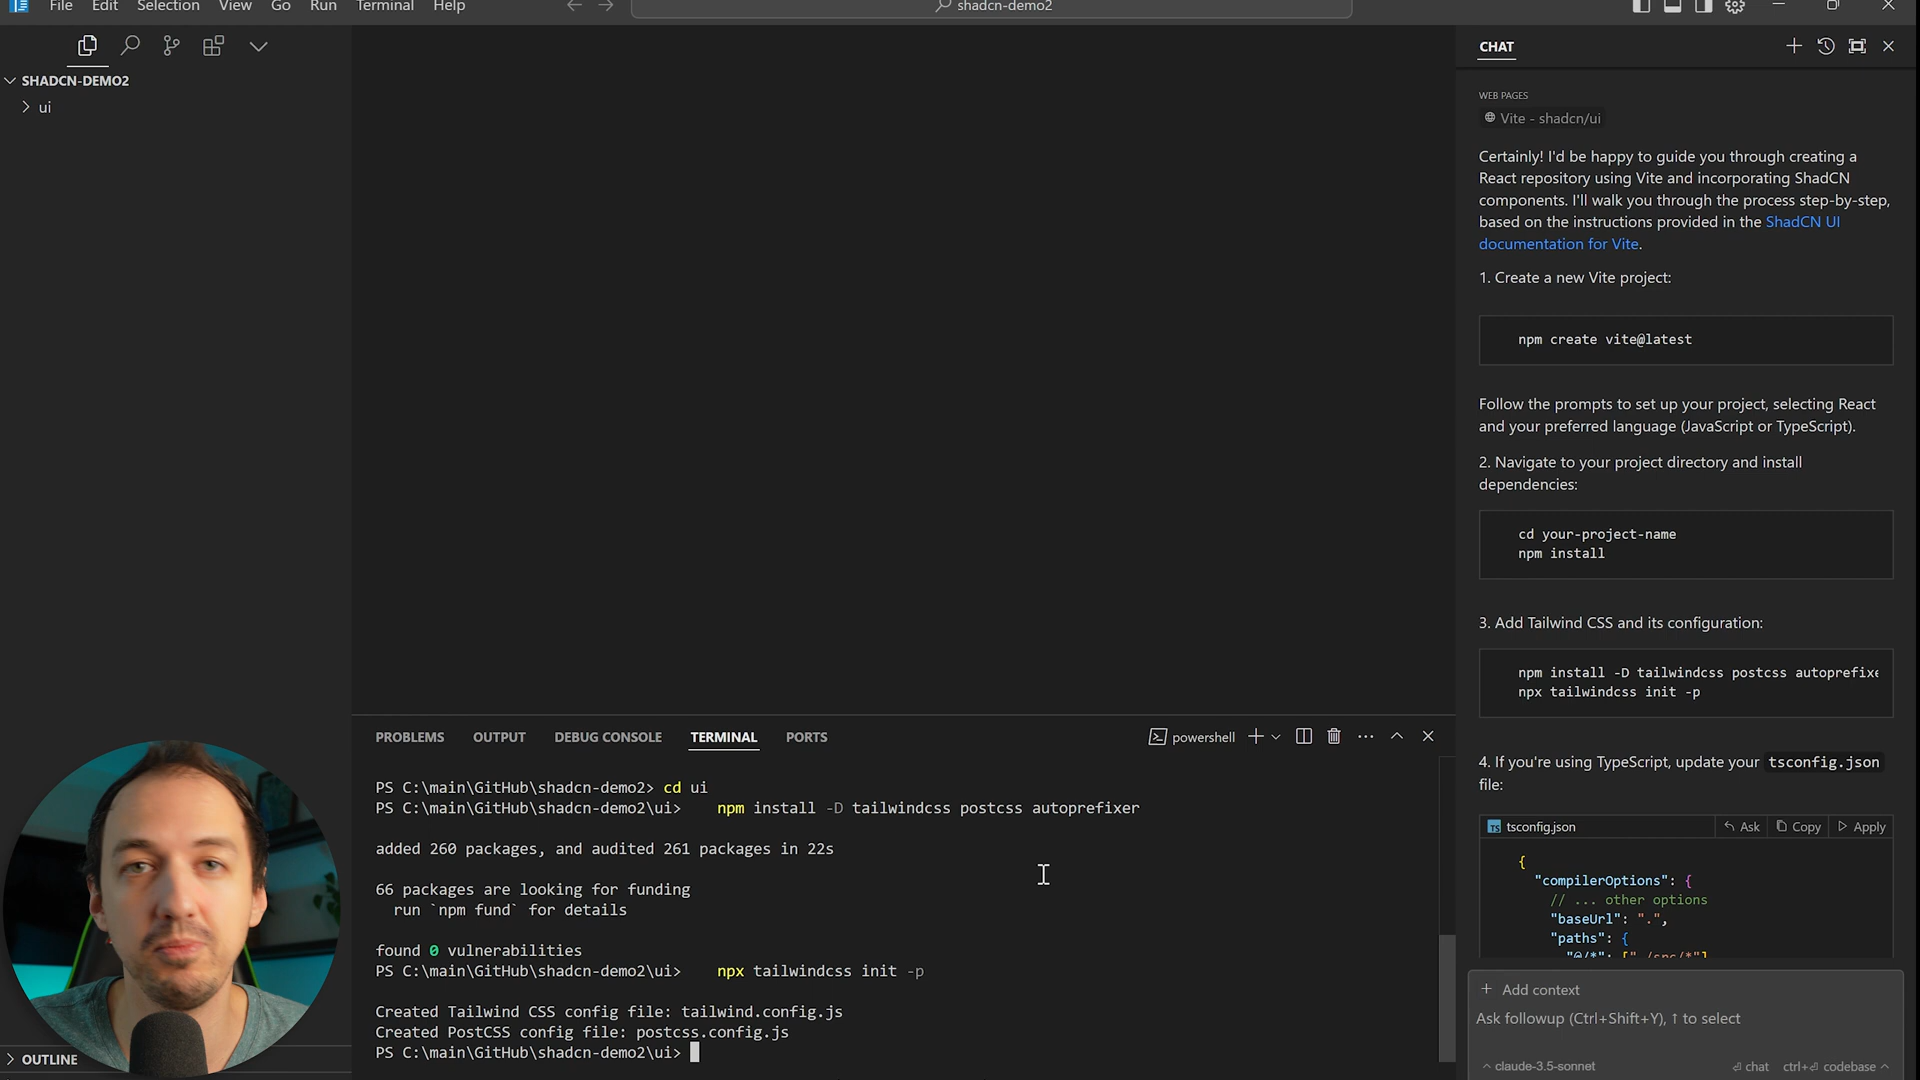 File Edit Selection View Go Run Terminal Help
shadcn-demo2
SHADCN-DEMO2
ui
OUTLINE
PROBLEMS OUTPUT DEBUG CONSOLE TERMINAL PORTS
powershell
PS C:\main\GitHub\shadcn-demo2> cd ui
PS C:\main\GitHub\shadcn-demo2\ui> npm install -D tailwindcss postcss autoprefixer
added 260 packages, and audited 261 packages in 22s
66 packages are looking for funding
run `npm fund` for details
found 0 vulnerabilities
PS C:\main\GitHub\shadcn-demo2\ui> npx tailwindcss init -p
Created Tailwind CSS config file: tailwind.config.js
Created PostCSS config file: postcss.config.js
PS C:\main\GitHub\shadcn-demo2\ui>
CHAT
WEB PAGES
Vite - shadcn/ui
Certainly! I'd be happy to guide you through creating a
React repository using Vite and incorporating ShadCN
components. I'll walk you through the process step-by-step,
based on the instructions provided in the ShadCN UI
documentation for Vite.
1. Create a new Vite project:
npm create vite@latest
Follow the prompts to set up your project, selecting React
and your preferred language (JavaScript or TypeScript).
2. Navigate to your project directory and install
dependencies:
cd your-project-name
npm install
3. Add Tailwind CSS and its configuration:
npm install -D tailwindcss postcss autoprefixe
npx tailwindcss init -p
4. If you're using TypeScript, update your tsconfig.json
file:
tsconfig.json Ask Copy Apply
{
"compilerOptions": {
// ... other options
"baseUrl": ".",
"paths": {
"@/*": ["./src/*"]
+ Add context
Ask followup (Ctrl+Shift+Y), ↑ to select
claude-3.5-sonnet
chat ctrl+⏎ codebase